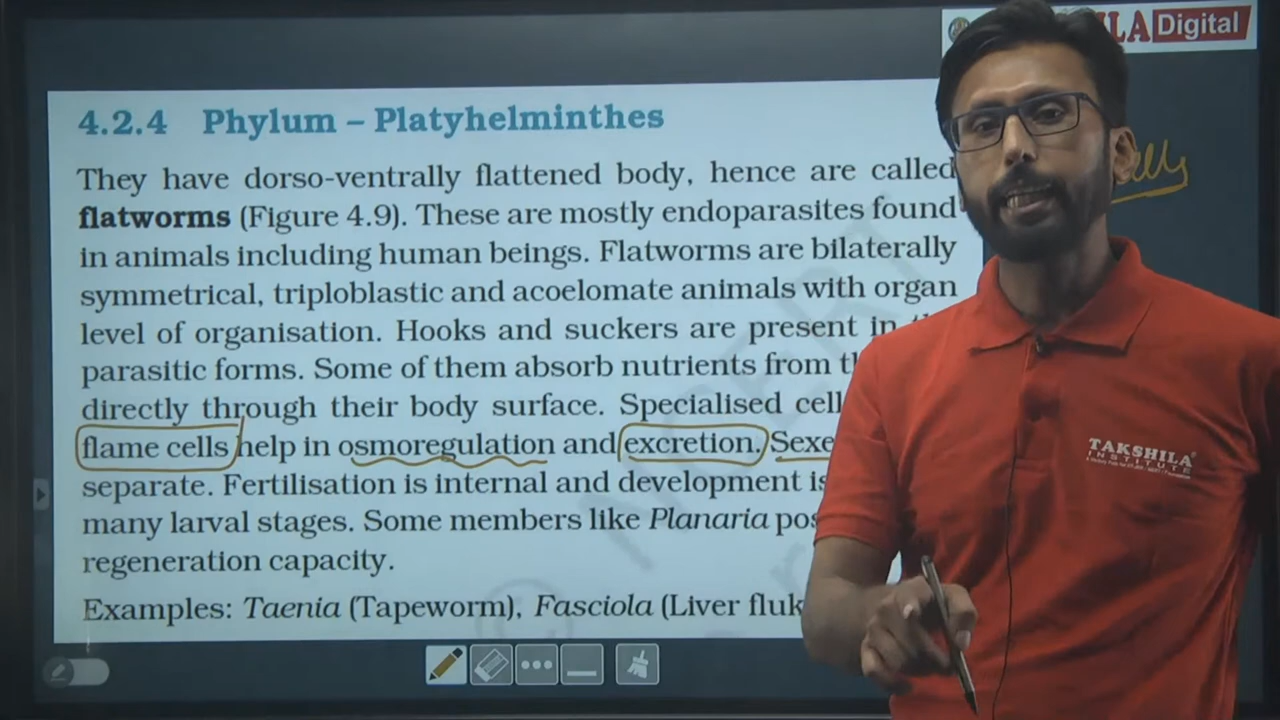 LA Digital
4.2.4 Phylum – Platyhelminthes
They have dorso-ventrally flattened body, hence are called
flatworms (Figure 4.9). These are mostly endoparasites found
in animals including human beings. Flatworms are bilaterally
symmetrical, triploblastic and acoelomate animals with organ
level of organisation. Hooks and suckers are present in
parasitic forms. Some of them absorb nutrients from
directly through their body surface. Specialised cell
flame cells help in osmoregulation and excretion. Sexe
separate. Fertilisation is internal and development is
many larval stages. Some members like Planaria pos
regeneration capacity.
Examples: Taenia (Tapeworm), Fasciola (Liver fluk
TAKSHILA
INSTITUTE